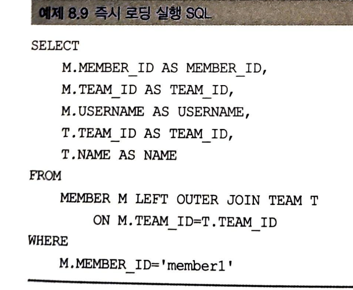 예제 8.9 즉시 로딩 실행 SQL
SELECT
M.MEMBER_ID AS MEMBER_ID,
M.TEAM_ID AS TEAM_ID,
M.USERNAME AS USERNAME,
T.TEAM_ID AS TEAM_ID,
T.NAME AS NAME
FROM
MEMBER M LEFT OUTER JOIN TEAM T
ON M.TEAM_ID=T.TEAM_ID
WHERE
M.MEMBER_ID='member1'